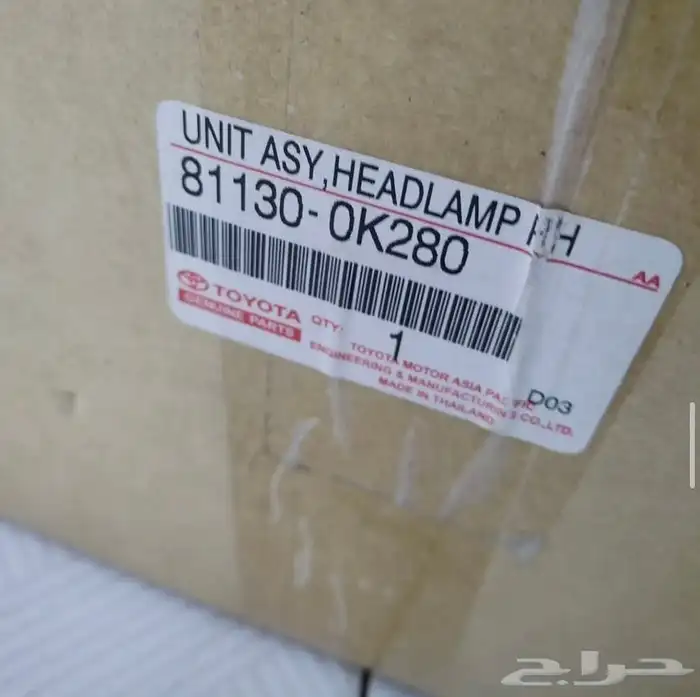 UNIT ASY,HEADLAMP RH
81130-0K280
AA
TOYOTA
GENUINE PARTS
QTY: 1
TOYOTA MOTOR ASIA PACIFIC
ENGINEERING & MANUFACTURING CO.,LTD.
MADE IN THAILAND
D03
حراج